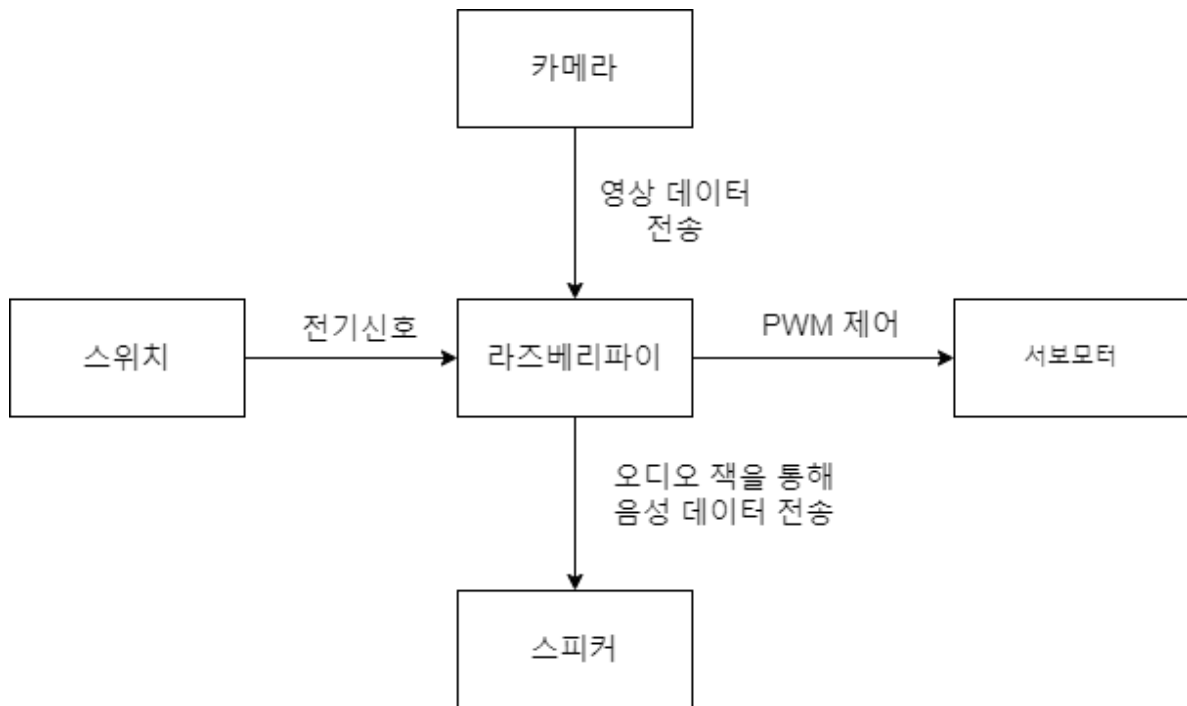 카메라
영상 데이터
전송
스위치
전기신호
라즈베리파이
PWM 제어
서보모터
오디오 잭을 통해
음성 데이터 전송
스피커